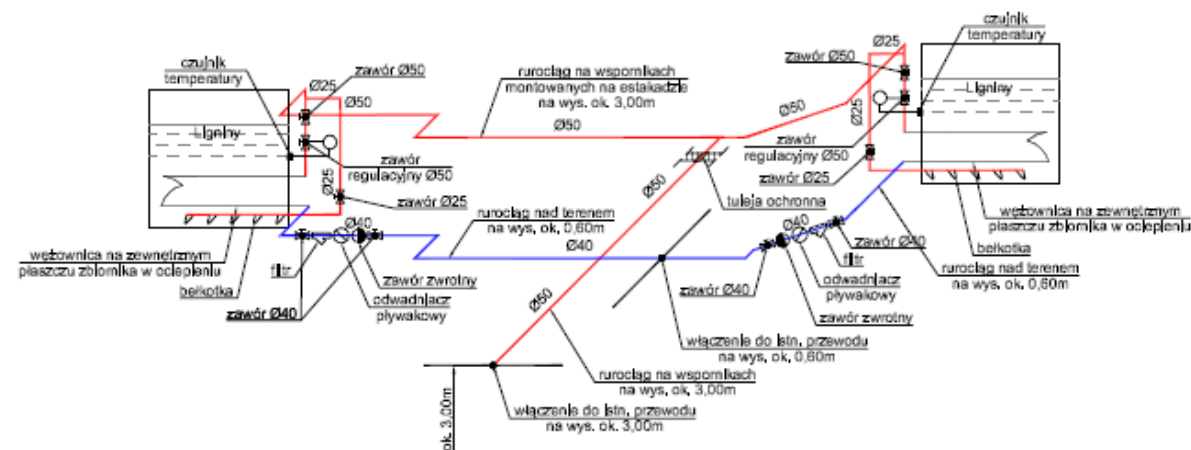 czujnik
temperatury
Ø25
zawór Ø50
Ø50
Ligniny
rurociąg na wspornikach
montowanych na estakadzie
na wys. ok. 3,00m
Ø50
Ø50
zawór Ø50
Ø25
czujnik
temperatury
Ligniny
Ø25
zawór
regulacyjny Ø50
Ø25
zawór
regulacyjny Ø50
zawór Ø25
Ø50
tuleja ochronna
zawór Ø25
rurociąg nad terenem
na wys. ok. 0,60m
Ø40
Ø40
Ø40
wężownica na zewnętrznym
płaszczu zbiornika w ociepleniu
bełkotka
filtr
zawór zwrotny
odwadniacz
pływakowy
zawór Ø40
Ø50
zawór Ø40
zawór Ø40
filtr
odwadniacz
pływakowy
zawór zwrotny
wężownica na zewnętrznym
płaszczu zbiornika w ociepleniu
bełkotka
rurociąg nad terenem
na wys. ok. 0,60m
włączenie do istn. przewodu
na wys. ok. 0,60m
rurociąg na wspornikach
na wys. ok. 3,00m
włączenie do istn. przewodu
na wys. ok. 3,00m
ok. 3,00m